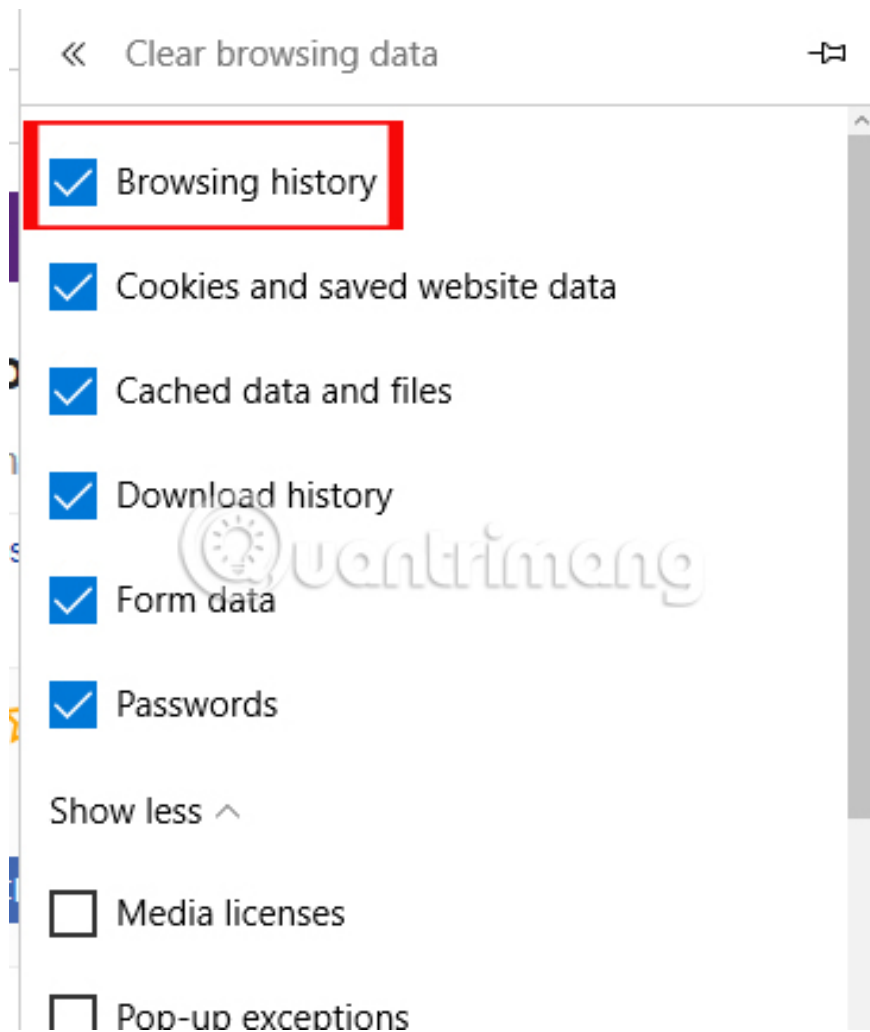 Clear browsing data
Browsing history
Cookies and saved website data
Cached data and files
Download history
Quantrimang
Form data
Passwords
Show less
Media licenses
Pop-up exceptions